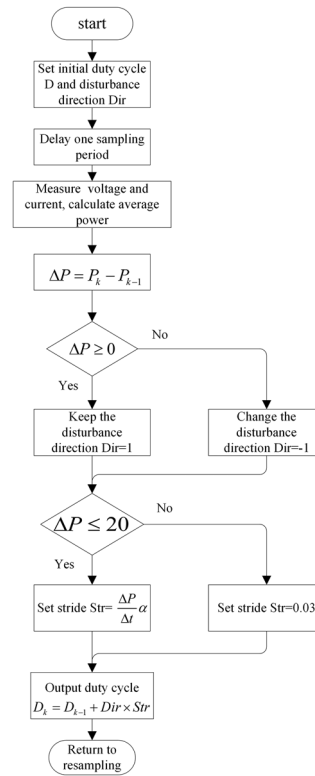 start
Set initial duty cycle
D and disturbance
direction Dir
Delay one sampling
period
Measure voltage and
current, calculate average
power
ΔP = P_k − P_{k−1}
ΔP ≥ 0
No
Yes
Keep the
disturbance
direction Dir=1
Change the
disturbance
direction Dir=-1
ΔP ≤ 20
No
Yes
Set stride Str= ΔP/Δt α
Set stride Str=0.03
Output duty cycle
D_k = D_{k−1} + Dir × Str
Return to
resampling